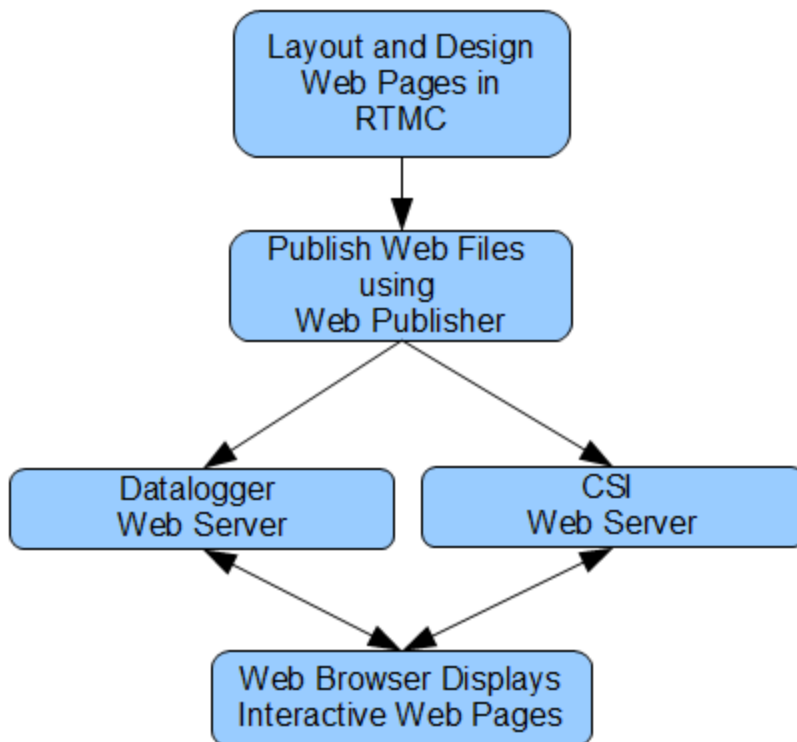 Layout and Design
Web Pages in
RTMC
Publish Web Files
using
Web Publisher
Datalogger
Web Server
CSI
Web Server
Web Browser Displays
Interactive Web Pages